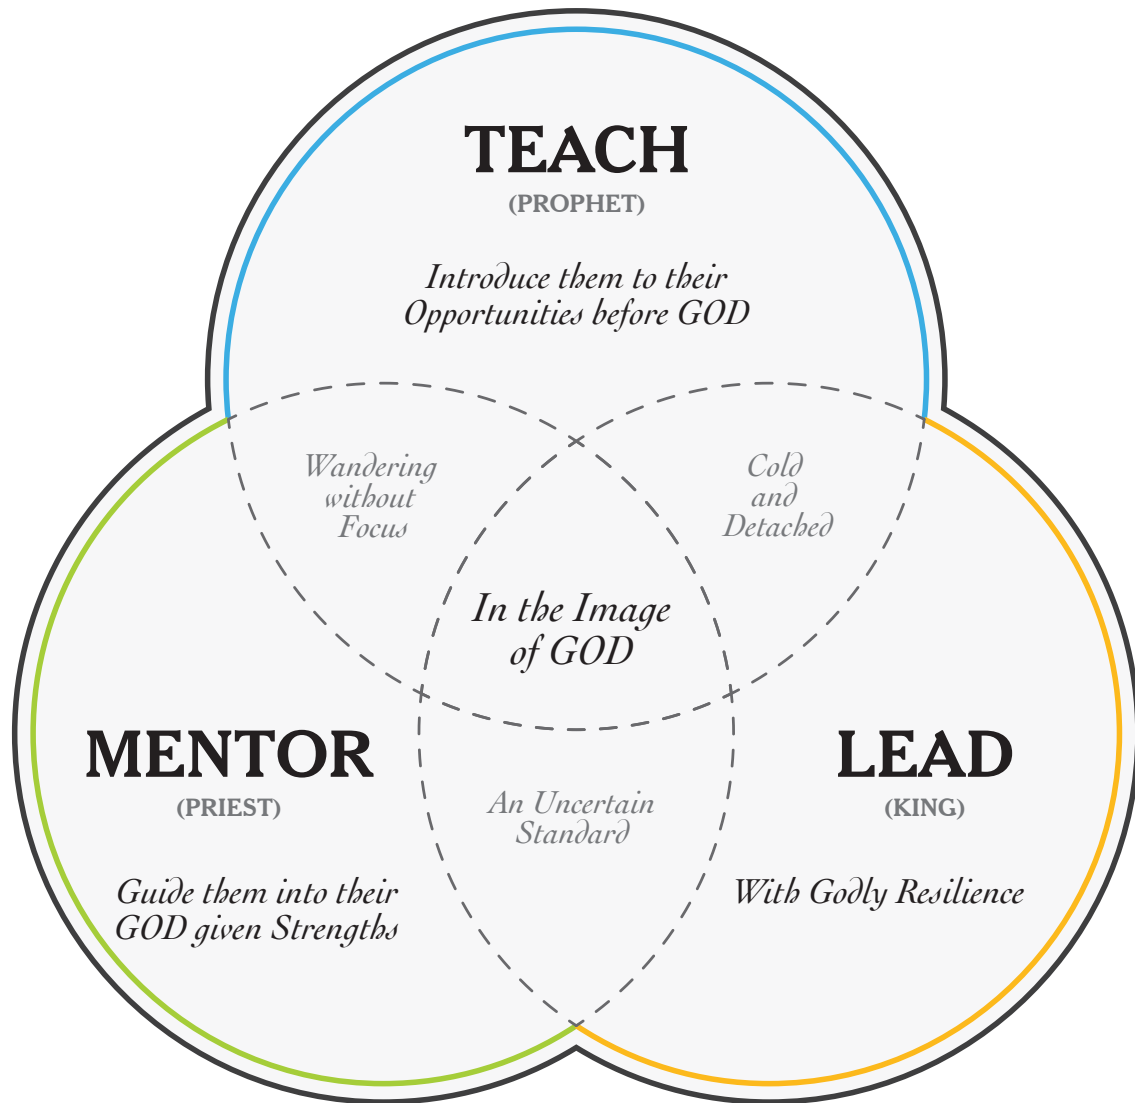 TEACH
(PROPHET)
Introduce them to their
Opportunities before GOD
Wandering
without
Focus
Cold
and
Detached
In the Image
of GOD
MENTOR
(PRIEST)
Guide them into their
GOD given Strengths
An Uncertain
Standard
LEAD
(KING)
With Godly Resilience